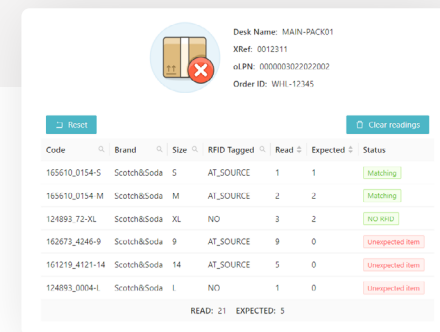 Desk Name: MAIN-PACK01
XRef: 0012311
oLPN: 0000003022022002
Order ID: WHL-12345
Reset
Clear readings
Code Brand Size RFID Tagged Read Expected Status
165610_0154-S Scotch&Soda S AT_SOURCE 1 1 Matching
165610_0154-M Scotch&Soda M AT_SOURCE 2 2 Matching
124893_72-XL Scotch&Soda XL NO 3 2 NO RFID
162673_4246-9 Scotch&Soda 9 AT_SOURCE 9 0 Unexpected item
161219_4121-14 Scotch&Soda 14 AT_SOURCE 5 0 Unexpected item
124893_0004-L Scotch&Soda L NO 1 0 Unexpected item
READ: 21 EXPECTED: 5